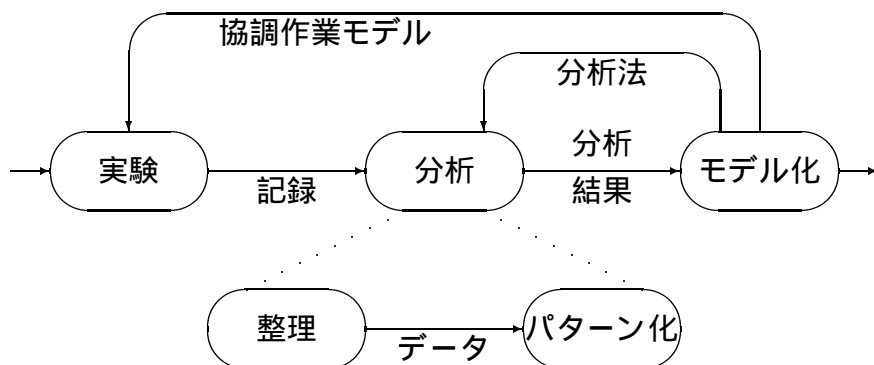 協調作業モデル
分析法
実験
記録
分析
分析
結果
モデル化
整理
データ
パターン化